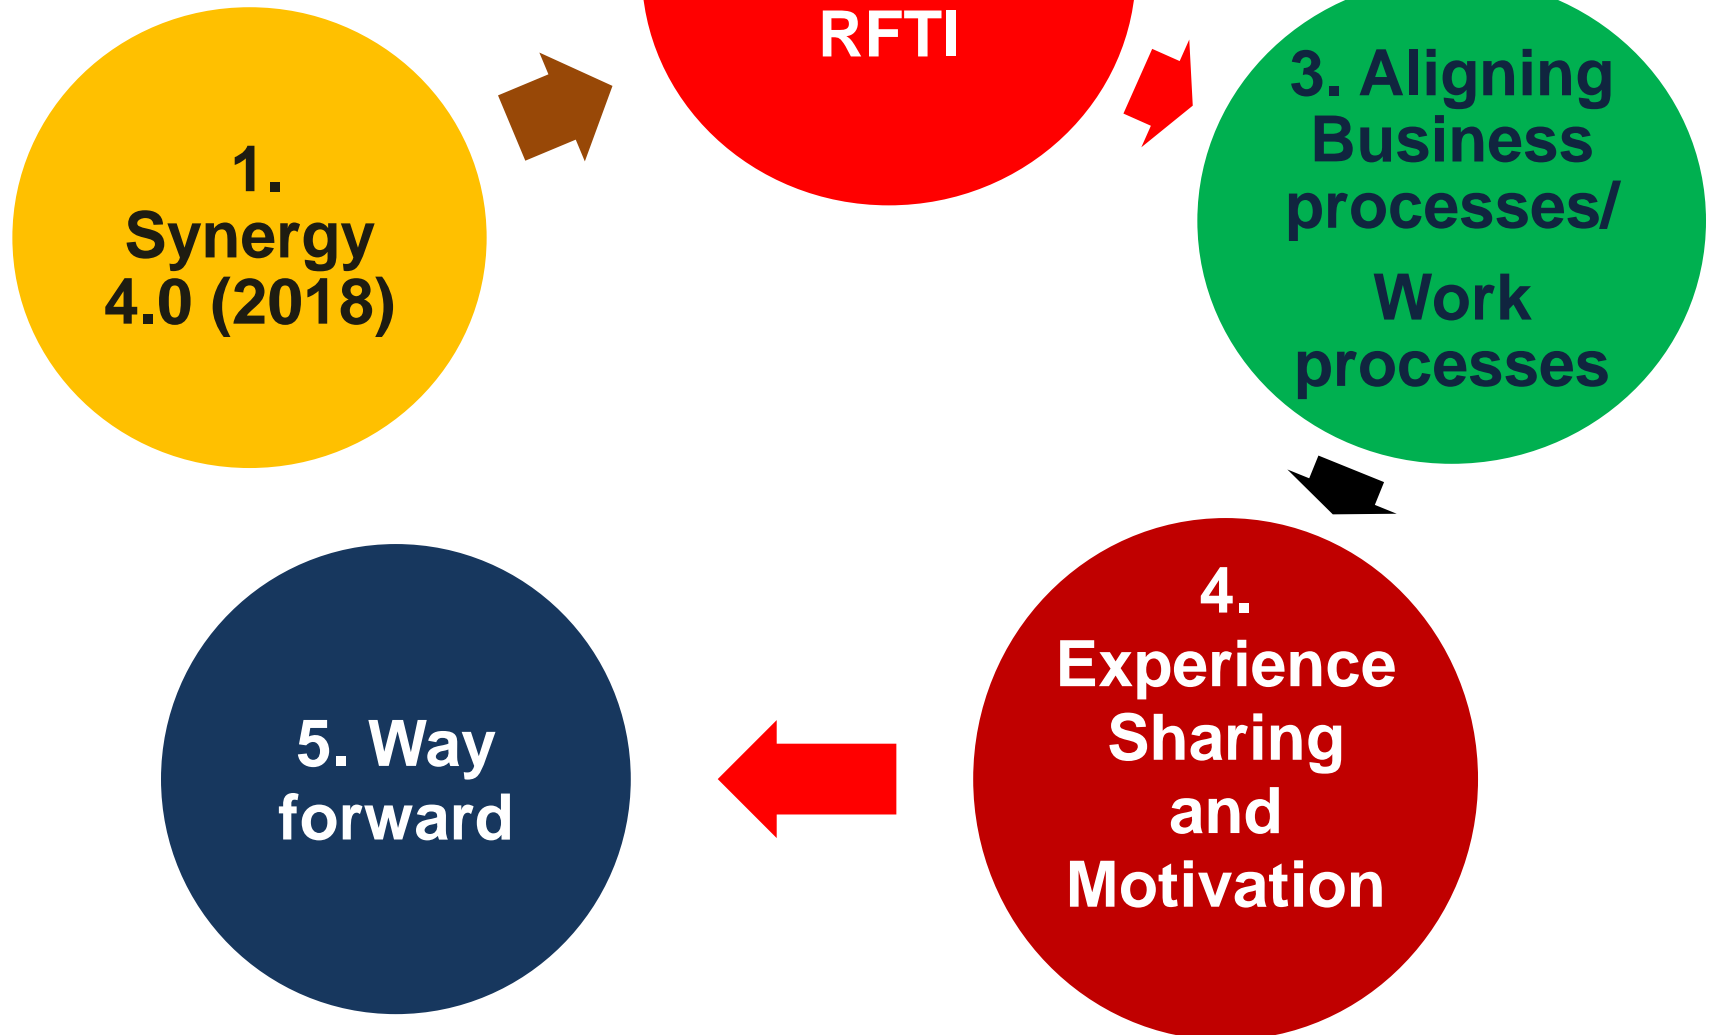 1.
Synergy
4.0 (2018)
RFTI
3. Aligning
Business
processes/
Work
processes
4.
Experience
Sharing
and
Motivation
5. Way
forward